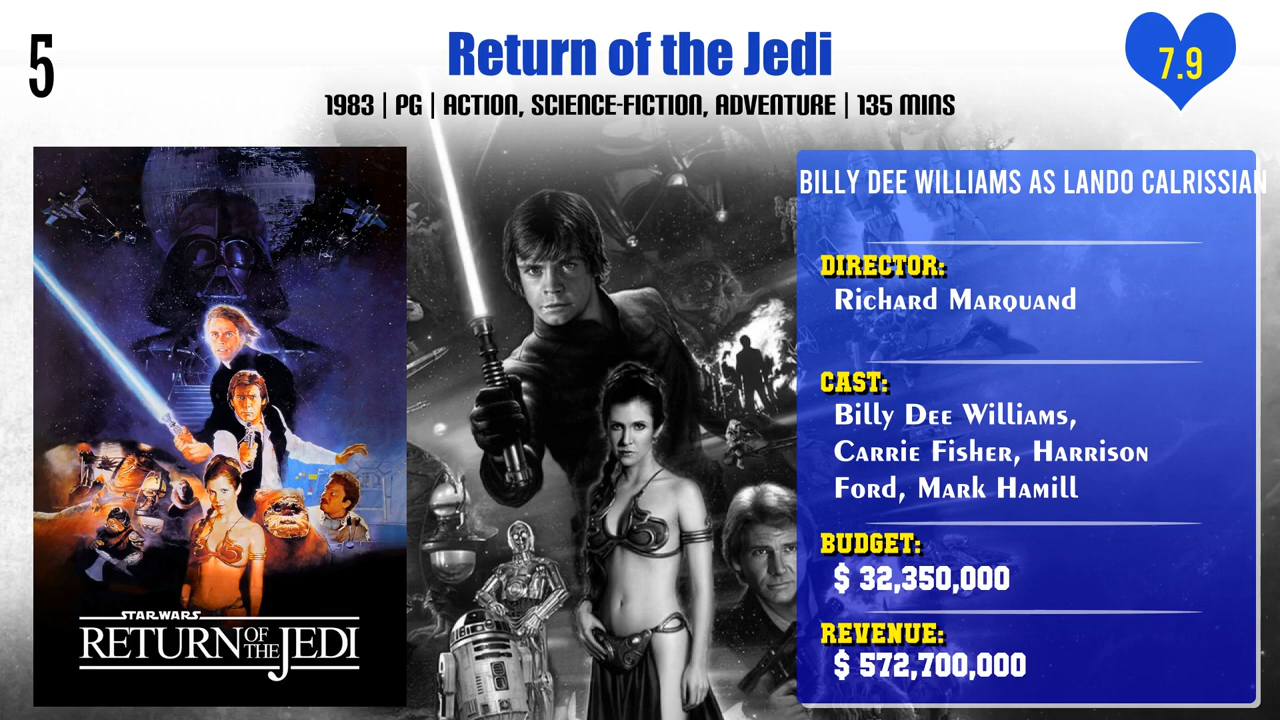 5
Return of the Jedi
7.9
1983 | PG | ACTION, SCIENCE-FICTION, ADVENTURE | 135 MINS
BILLY DEE WILLIAMS AS LANDO CALRISSIAN
DIRECTOR:
Richard Marquand
CAST:
Billy Dee Williams,
Carrie Fisher, Harrison
Ford, Mark Hamill
BUDGET:
$ 32,350,000
REVENUE:
$ 572,700,000
STAR WARS
RETURN OF THE JEDI